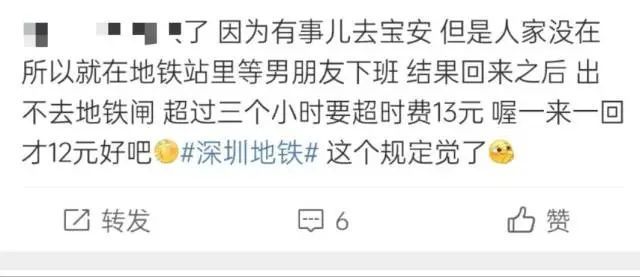 了 因为有事儿去宝安 但是人家没在
所以就在地铁站里等男朋友下班 结果回来之后 出
不去地铁闸 超过三个小时要超时费13元 喔一来一回
才12元好吧#深圳地铁# 这个规定觉了
转发 6 赞